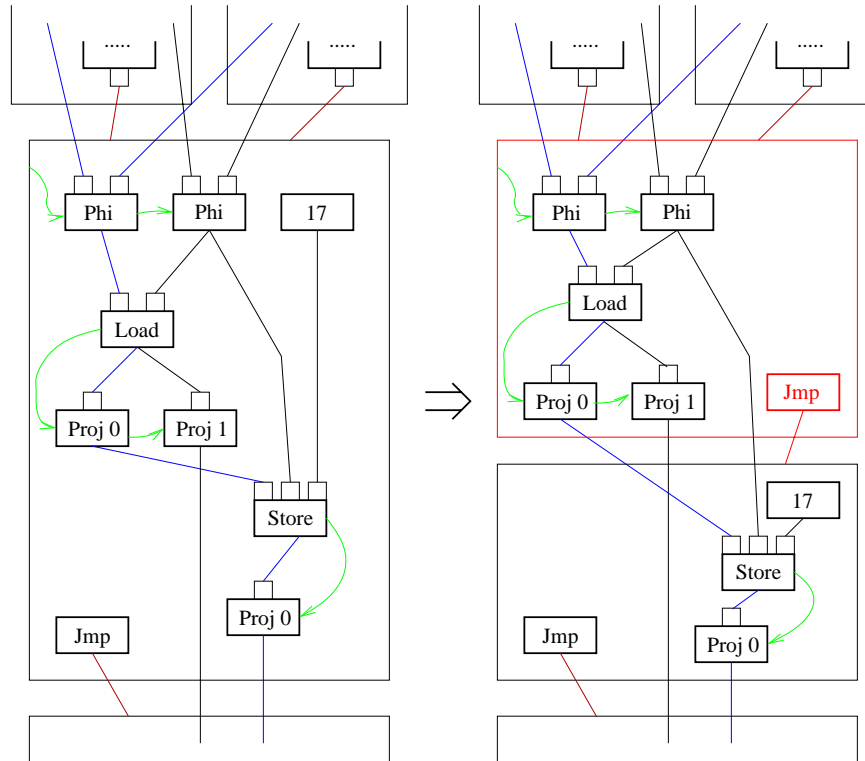 ..... .....
Phi Phi 17
Load
Proj 0 Proj 1
Store
Proj 0
Jmp
⇒
..... .....
Phi Phi
Load
Proj 0 Proj 1 Jmp
17
Store
Jmp Proj 0